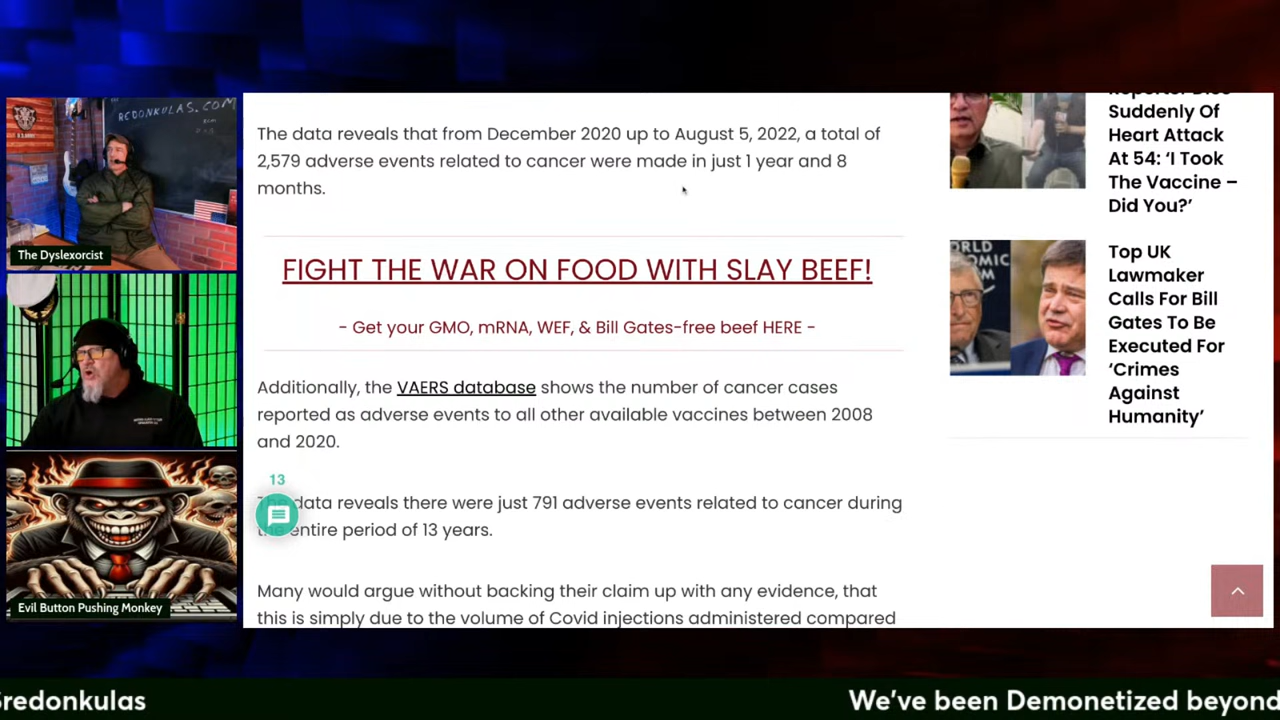 RCDONKULAS.COM
The Dyslexorcist
Evil Button Pushing Monkey
The data reveals that from December 2020 up to August 5, 2022, a total of
2,579 adverse events related to cancer were made in just 1 year and 8
months.
FIGHT THE WAR ON FOOD WITH SLAY BEEF!
- Get your GMO, mRNA, WEF, & Bill Gates-free beef HERE -
Additionally, the VAERS database shows the number of cancer cases
reported as adverse events to all other available vaccines between 2008
and 2020.
13
The data reveals there were just 791 adverse events related to cancer during
the entire period of 13 years.
Many would argue without backing their claim up with any evidence, that
this is simply due to the volume of Covid injections administered compared
Reporter Dies
Suddenly Of
Heart Attack
At 54: ‘I Took
The Vaccine –
Did You?’
Top UK
Lawmaker
Calls For Bill
Gates To Be
Executed For
‘Crimes
Against
Humanity’
redonkulas
We’ve been Demonetized beyond